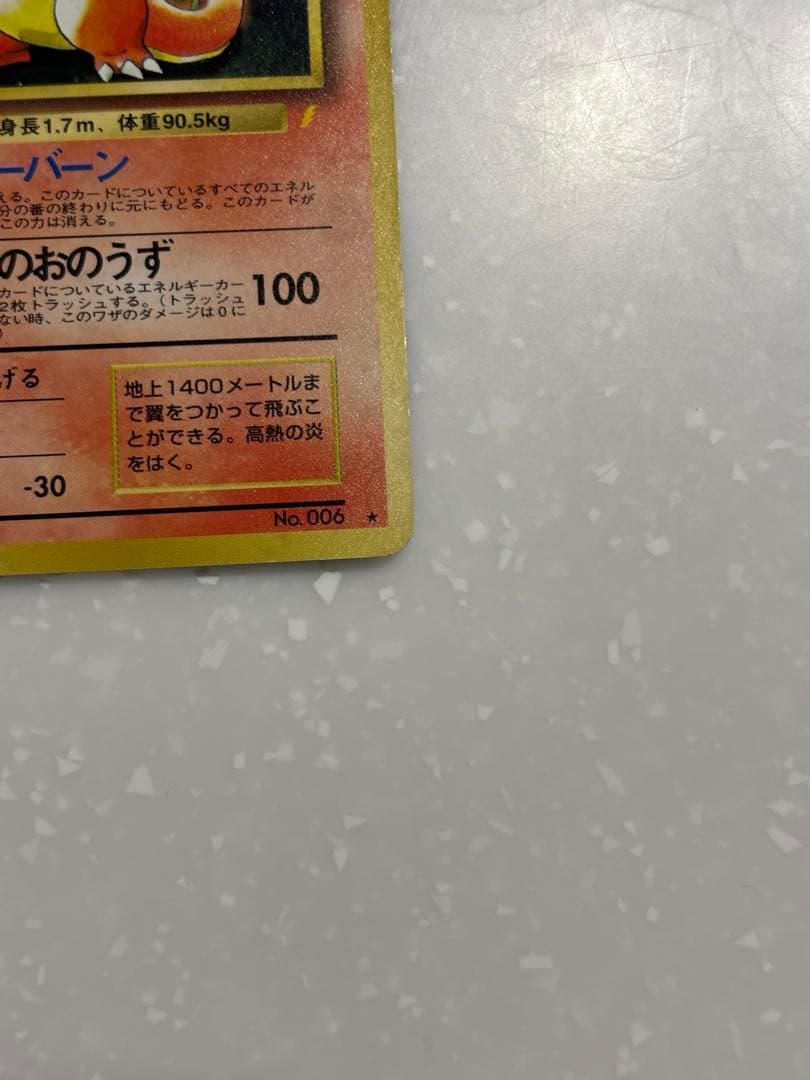 身長1.7m、体重90.5kg
ーバーン
える。このカードについているすべてのエネル
分の番の終わりに元にもどる。このカードが
この力は消える。
のおのうず
カードについているエネルギーカー
2枚トラッシュする。(トラッシュ
ない時、このワザのダメージは0に
)
100
げる
-30
地上1400メートルま
で翼をつかって飛ぶこ
とができる。高熱の炎
をはく。
No.006 ★